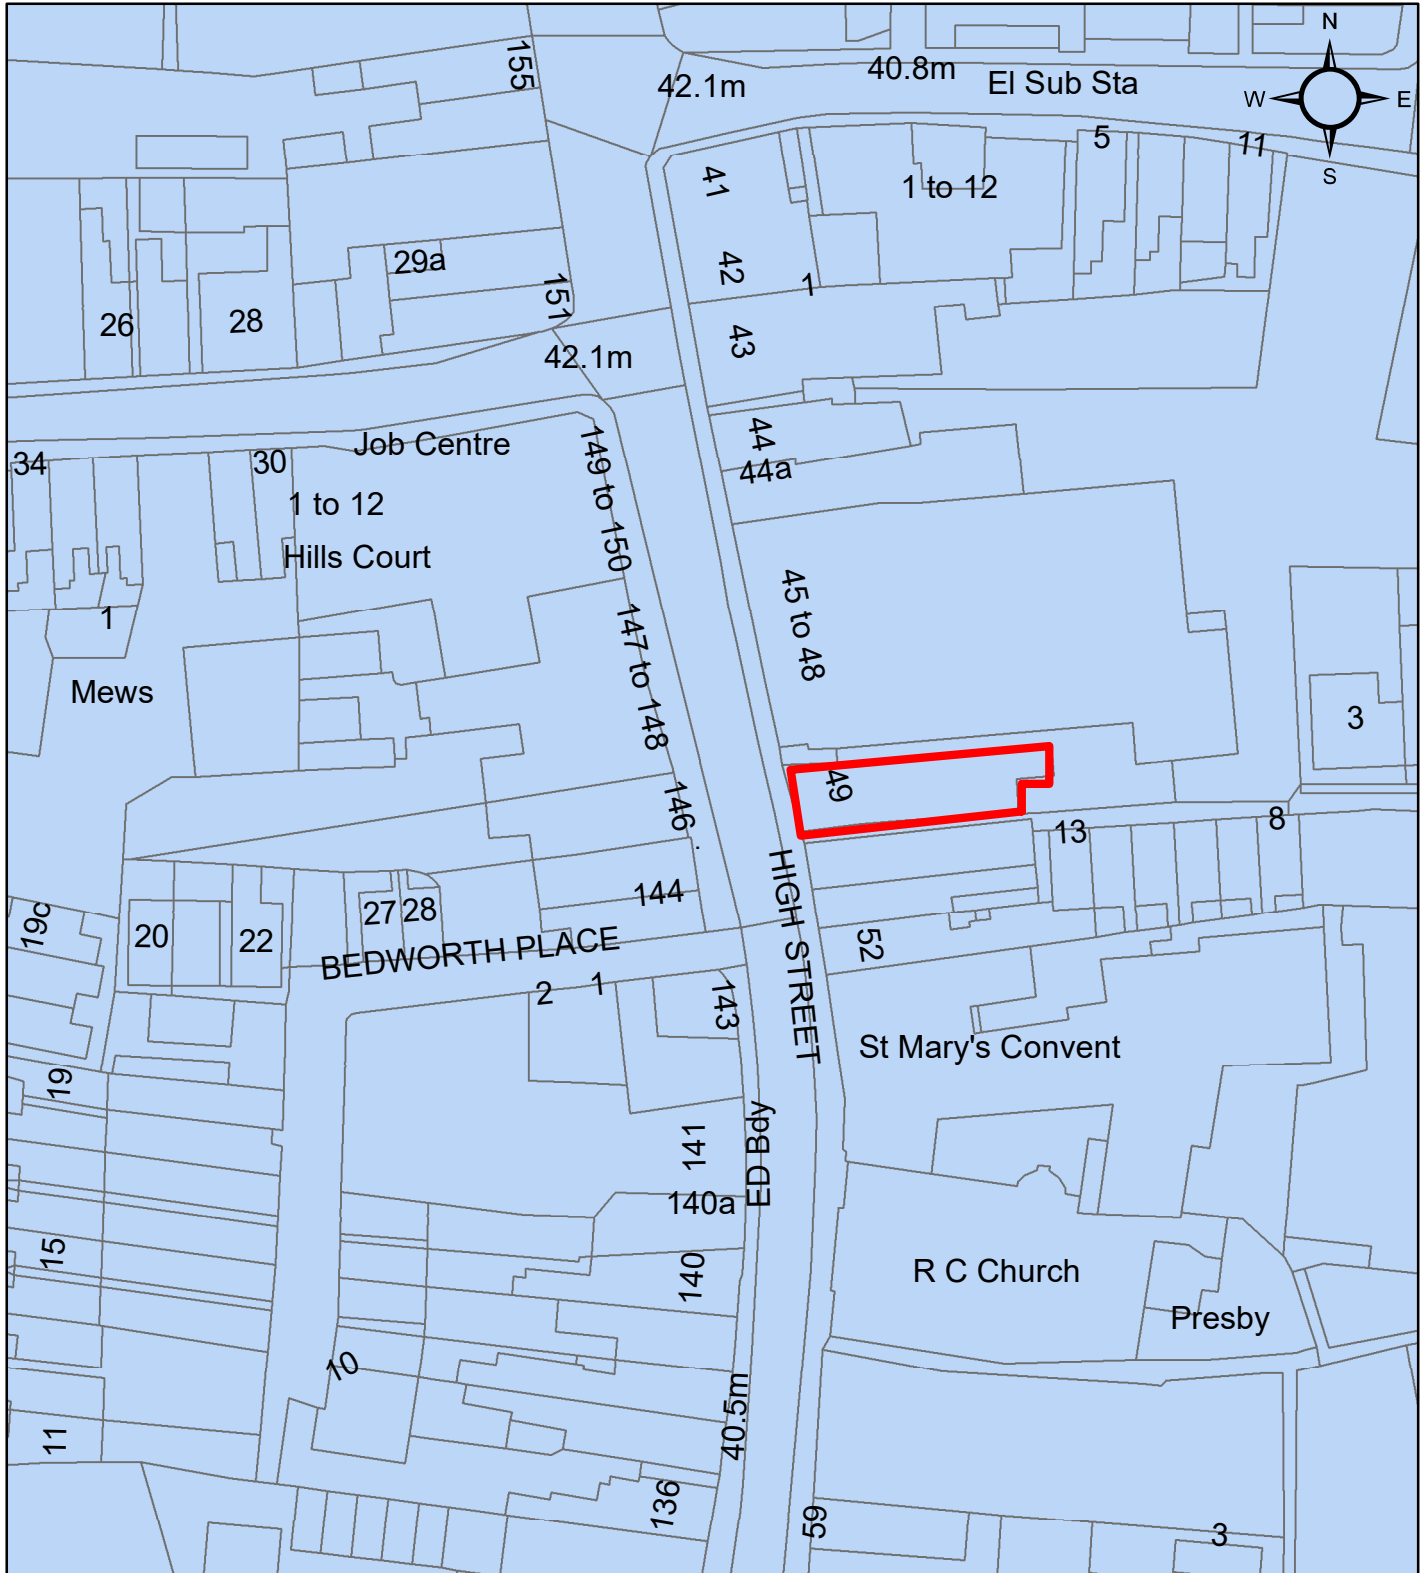 N
W
E
S
155
42.1m
40.8m
El Sub Sta
5
11
41
1 to 12
42
29a
1
151
26
28
43
42.1m
44
Job Centre
34
30
44a
149 to 150
1 to 12
Hills Court
45 to 48
1
147 to 148
Mews
3
49
146
8
13
HIGH STREET
144
27
28
19c
20
22
BEDWORTH PLACE
52
2
1
143
St Mary's Convent
19
ED Bdy
141
140a
15
140
R C Church
Presby
10
40.5m
11
136
59
3